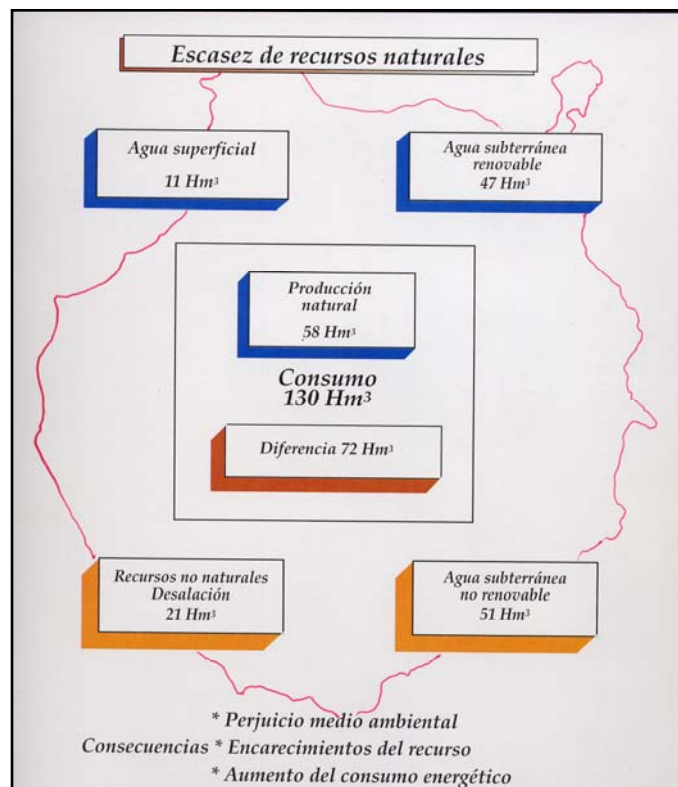 Escasez de recursos naturales
Agua superficial
11 Hm³
Agua subterránea
renovable
47 Hm³
Producción
natural
58 Hm³
Consumo
130 Hm³
Diferencia 72 Hm³
Recursos no naturales
Desalación
21 Hm³
Agua subterránea
no renovable
51 Hm³
* Perjuicio medio ambiental
Consecuencias * Encarecimientos del recurso
* Aumento del consumo energético